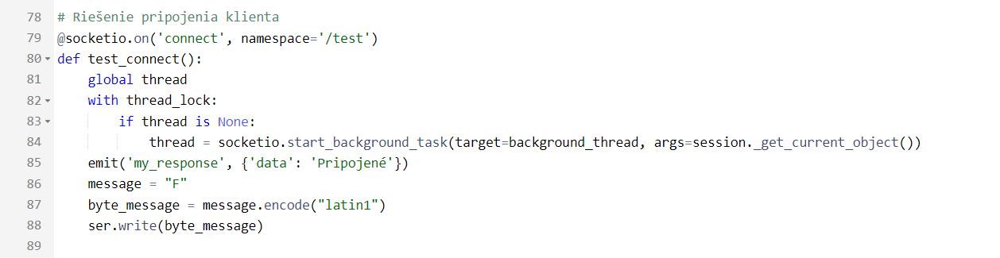 78 # Riešenie pripojenia klienta
79 @socketio.on('connect', namespace='/test')
80 def test_connect():
81     global thread
82     with thread_lock:
83         if thread is None:
84             thread = socketio.start_background_task(target=background_thread, args=session._get_current_object())
85     emit('my_response', {'data': 'Pripojené'})
86     message = "F"
87     byte_message = message.encode("latin1")
88     ser.write(byte_message)
89